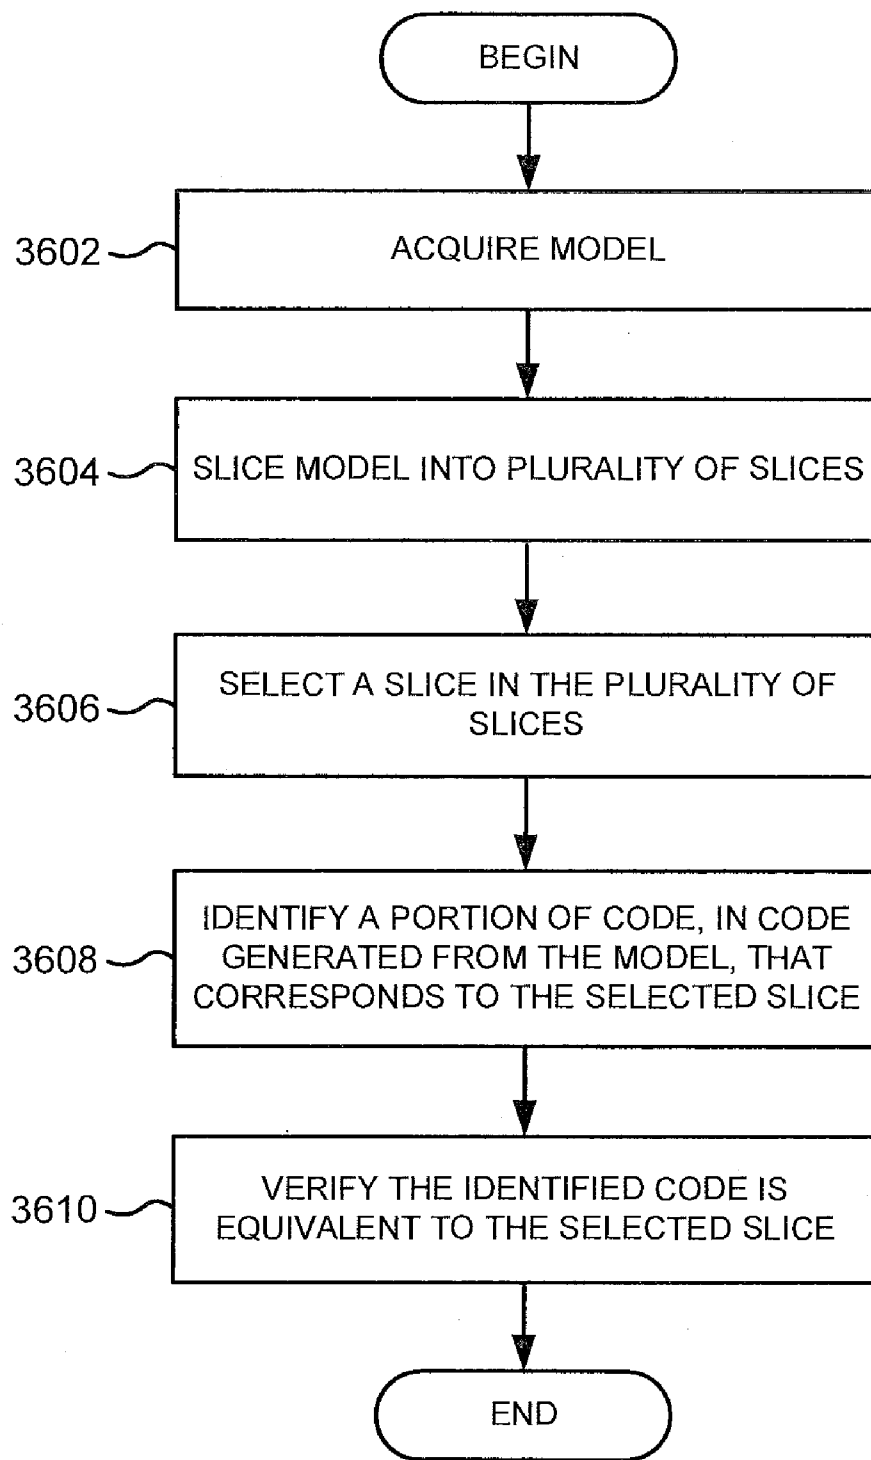 BEGIN
3602
ACQUIRE MODEL
3604
SLICE MODEL INTO PLURALITY OF SLICES
3606
SELECT A SLICE IN THE PLURALITY OF
SLICES
3608
IDENTIFY A PORTION OF CODE, IN CODE
GENERATED FROM THE MODEL, THAT
CORRESPONDS TO THE SELECTED SLICE
3610
VERIFY THE IDENTIFIED CODE IS
EQUIVALENT TO THE SELECTED SLICE
END